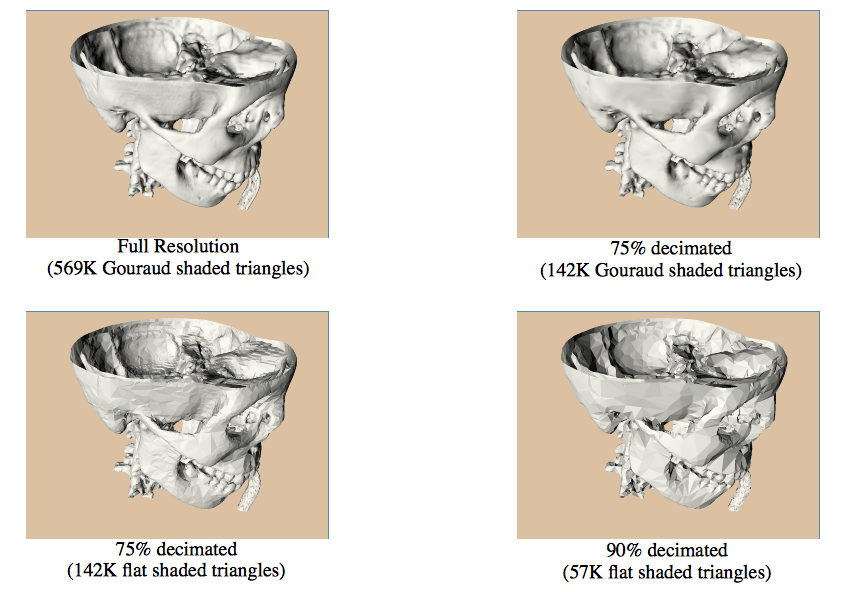 Full Resolution
(569K Gouraud shaded triangles)
75% decimated
(142K Gouraud shaded triangles)
75% decimated
(142K flat shaded triangles)
90% decimated
(57K flat shaded triangles)